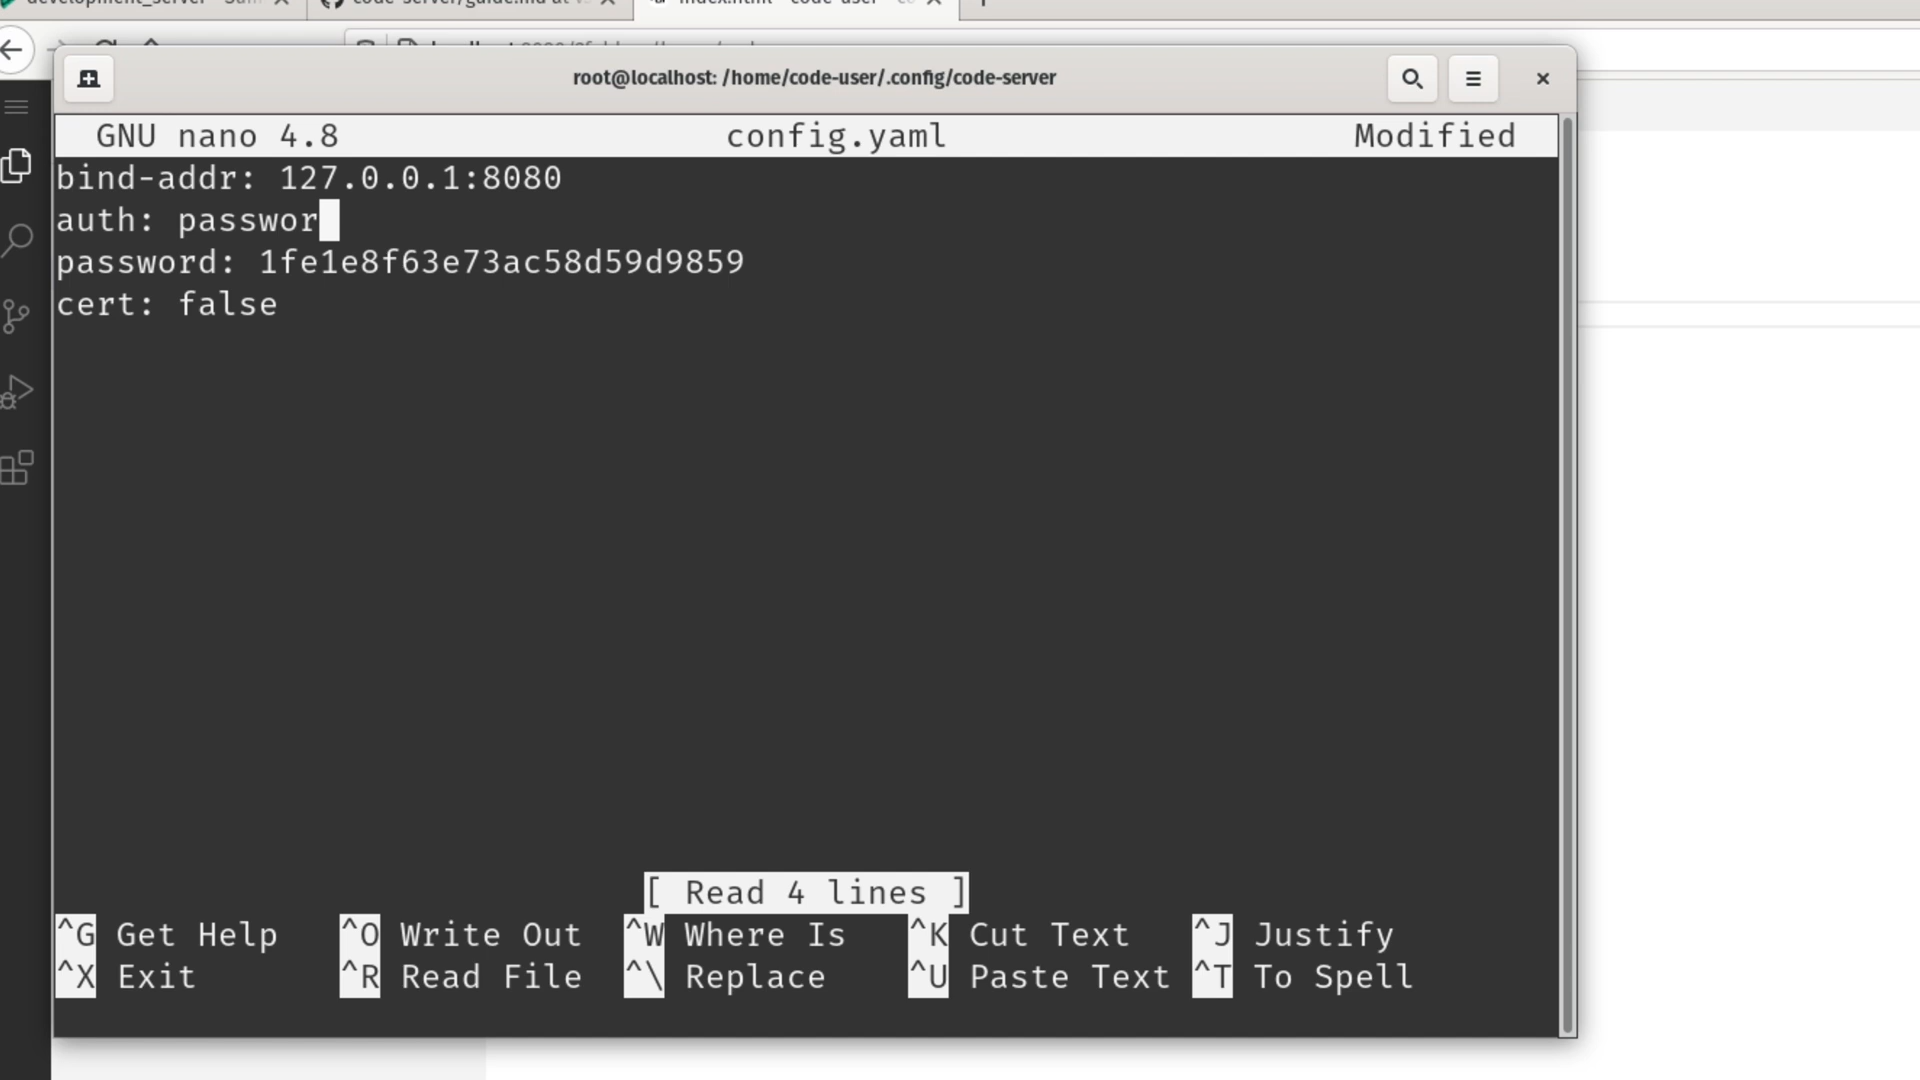 root@localhost: /home/code-user/.config/code-server
GNU nano 4.8 config.yaml Modified
bind-addr: 127.0.0.1:8080
auth: passwor
password: 1fe1e8f63e73ac58d59d9859
cert: false
[ Read 4 lines ]
^G Get Help ^O Write Out ^W Where Is ^K Cut Text ^J Justify
^X Exit ^R Read File ^\ Replace ^U Paste Text ^T To Spell